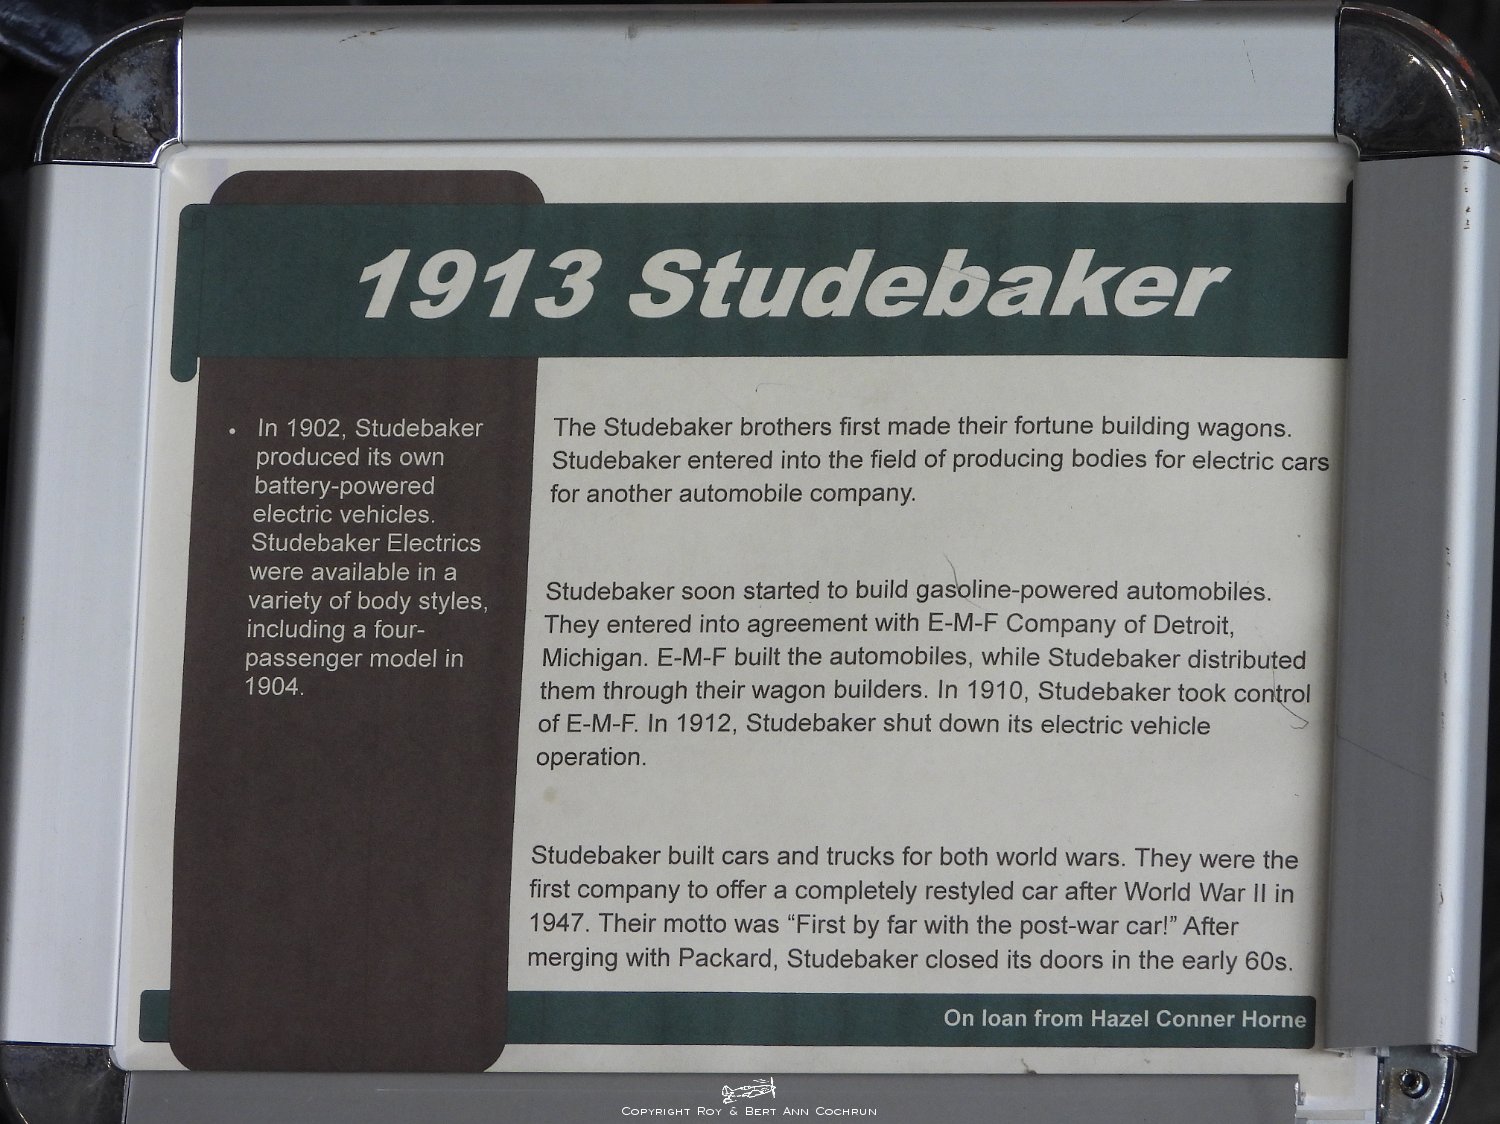 1913 Studebaker
• In 1902, Studebaker
produced its own
battery-powered
electric vehicles.
Studebaker Electrics
were available in a
variety of body styles,
including a four-
passenger model in
1904.
The Studebaker brothers first made their fortune building wagons.
Studebaker entered into the field of producing bodies for electric cars
for another automobile company.
Studebaker soon started to build gasoline-powered automobiles.
They entered into agreement with E-M-F Company of Detroit,
Michigan. E-M-F built the automobiles, while Studebaker distributed
them through their wagon builders. In 1910, Studebaker took control
of E-M-F. In 1912, Studebaker shut down its electric vehicle
operation.
Studebaker built cars and trucks for both world wars. They were the
first company to offer a completely restyled car after World War II in
1947. Their motto was “First by far with the post-war car!” After
merging with Packard, Studebaker closed its doors in the early 60s.
On loan from Hazel Conner Horne
Copyright Roy & Bert Ann Cochrun